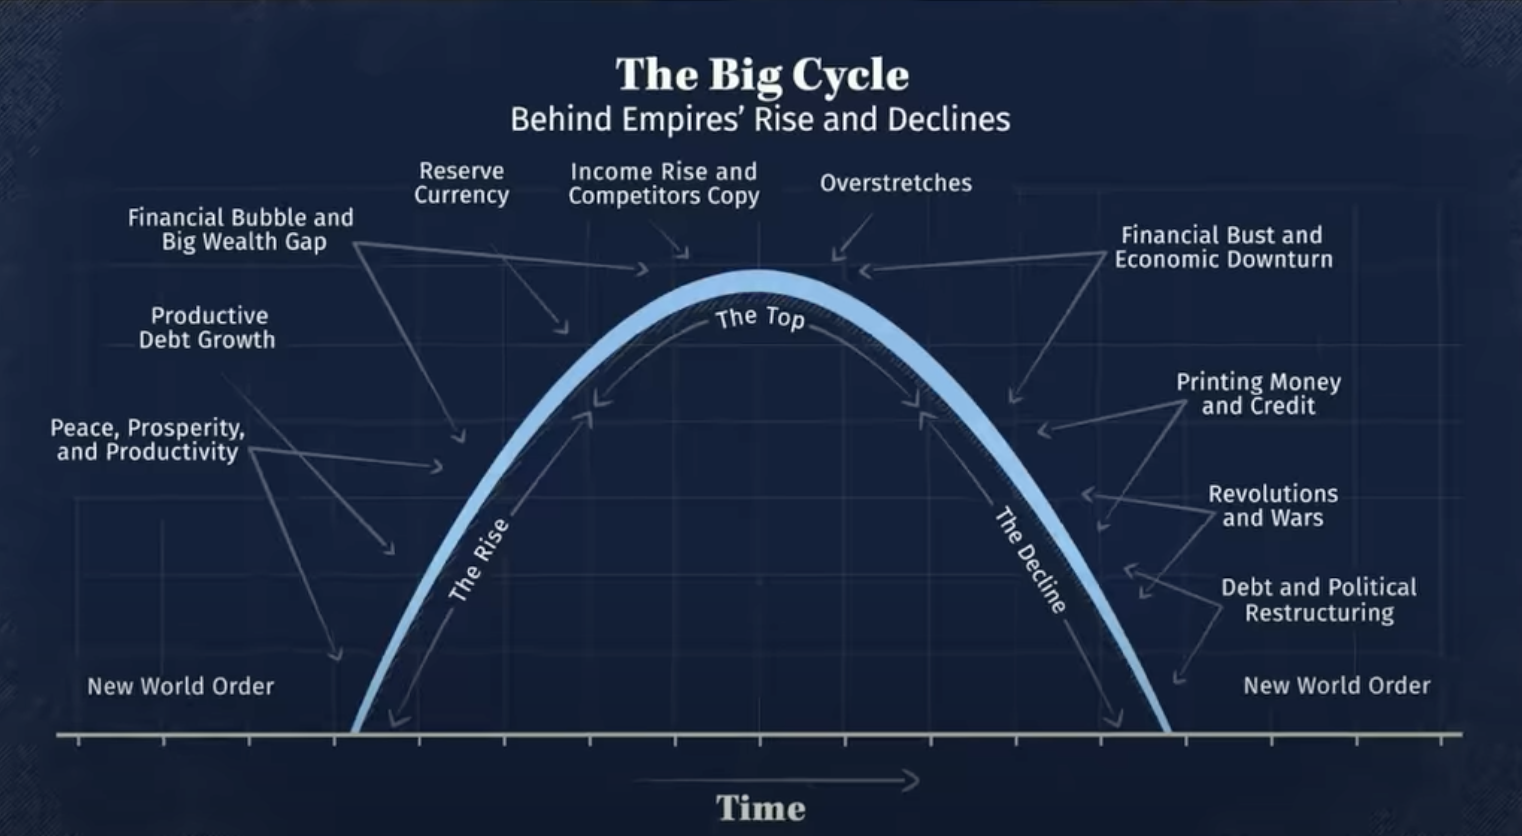 The Big Cycle
Behind Empires’ Rise and Declines
Reserve
Currency
Income Rise and
Competitors Copy
Overstretches
Financial Bubble and
Big Wealth Gap
Financial Bust and
Economic Downturn
Productive
Debt Growth
The Top
Printing Money
and Credit
Peace, Prosperity,
and Productivity
Revolutions
and Wars
The Rise
The Decline
Debt and Political
Restructuring
New World Order
New World Order
Time